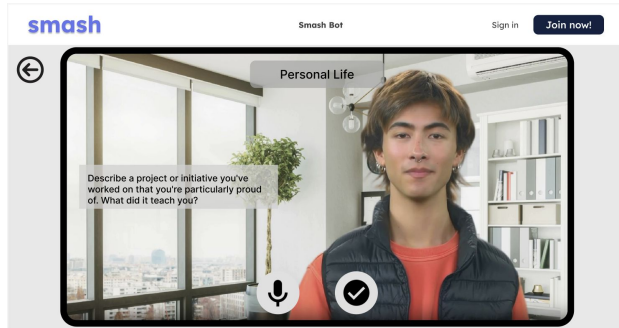 smash
Smash Bot
Sign in
Join now!
Personal Life
Describe a project or initiative you've
worked on that you're particularly proud
of. What did it teach you?